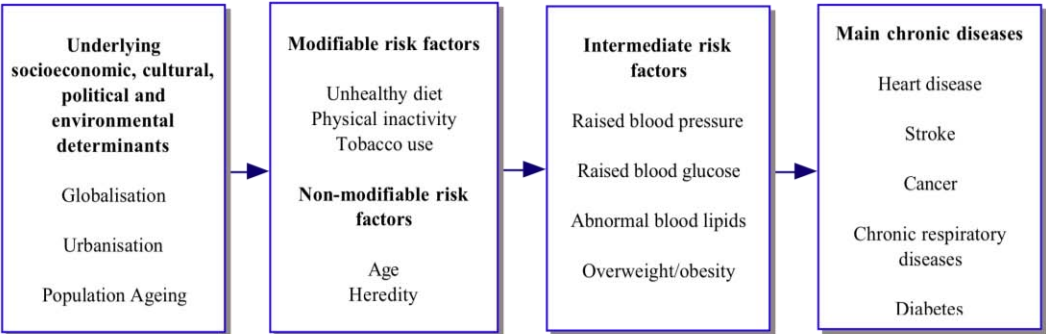 Underlying
socioeconomic, cultural,
political and
environmental
determinants
Globalisation
Urbanisation
Population Ageing
Modifiable risk factors
Unhealthy diet
Physical inactivity
Tobacco use
Non-modifiable risk
factors
Age
Heredity
Intermediate risk
factors
Raised blood pressure
Raised blood glucose
Abnormal blood lipids
Overweight/obesity
Main chronic diseases
Heart disease
Stroke
Cancer
Chronic respiratory
diseases
Diabetes